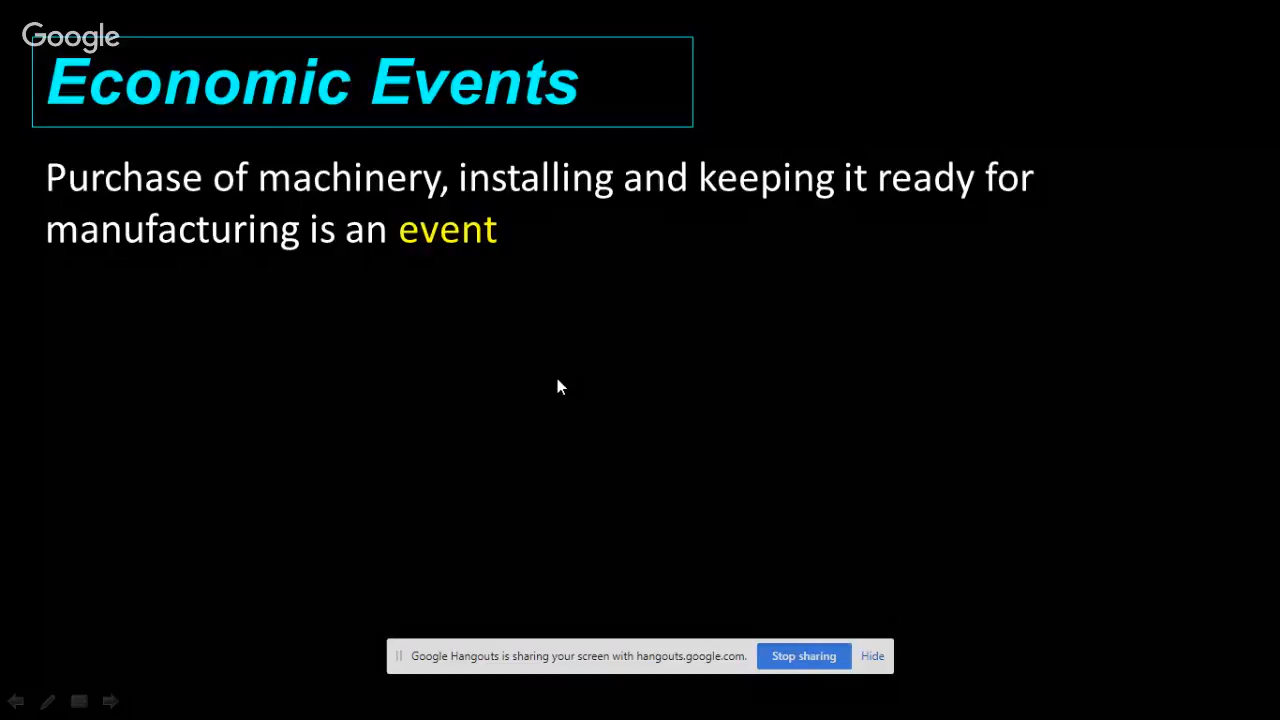 Google
Economic Events
Purchase of machinery, installing and keeping it ready for
manufacturing is an event
Google Hangouts is sharing your screen with hangouts.google.com. Stop sharing Hide